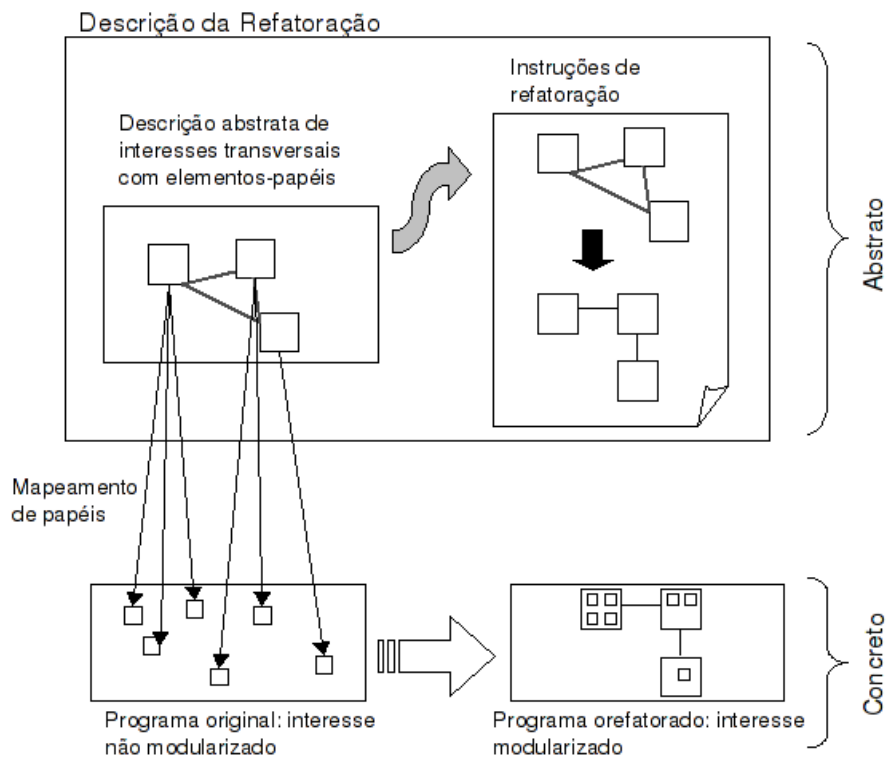 Descrição da Refatoração
Instruções de
refatoração
Descrição abstrata de
interesses transversais
com elementos-papéis
Abstrato
Mapeamento
de papéis
Programa original: interesse
não modularizado
Programa orefatorado: interesse
modularizado
Concreto